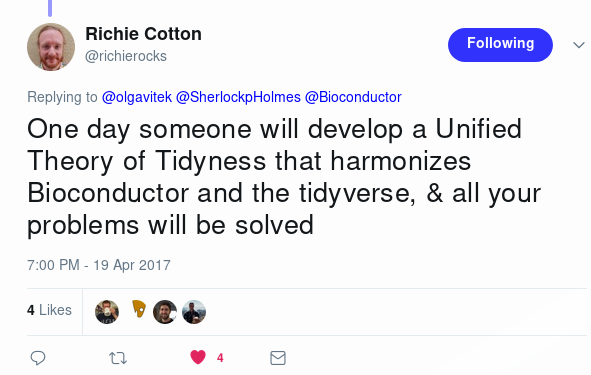 Richie Cotton
@richierocks
Following
Replying to @olgavitek @SherlockpHolmes @Bioconductor
One day someone will develop a Unified
Theory of Tidyness that harmonizes
Bioconductor and the tidyverse, & all your
problems will be solved
7:00 PM - 19 Apr 2017
4 Likes
4